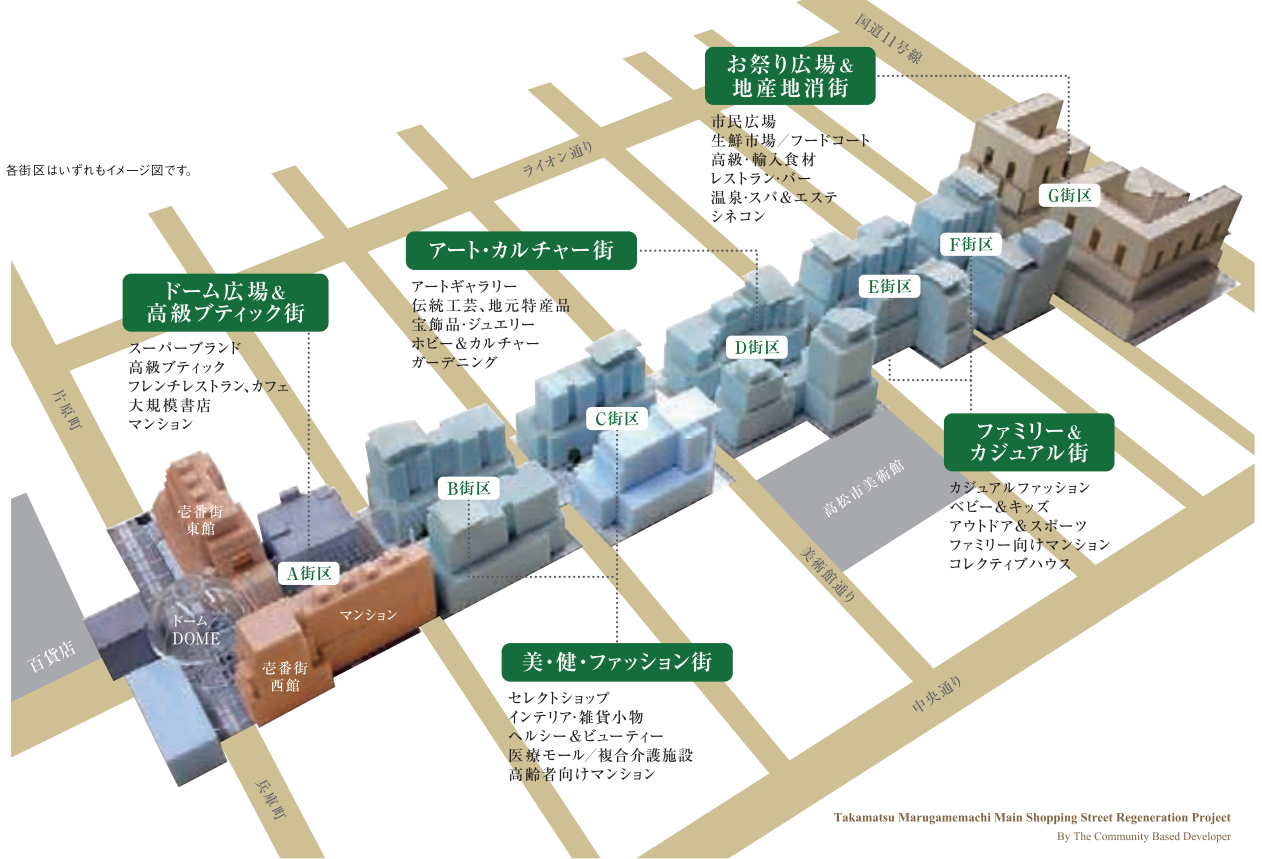 国道11号線
お祭り広場&
地産地消街
市民広場
生鮮市場/フードコート
高級・輸入食材
レストラン・バー
温泉・スパ&エステ
シネコン
ライオン通り
各街区はいずれもイメージ図です。
G街区
F街区
E街区
D街区
C街区
B街区
A街区
アート・カルチャー街
アートギャラリー
伝統工芸、地元特産品
宝飾品・ジュエリー
ホビー&カルチャー
ガーデニング
ドーム広場&
高級ブティック街
スーパーブランド
高級ブティック
フレンチレストラン、カフェ
大規模書店
マンション
片原町
ファミリー&
カジュアル街
カジュアルファッション
ベビー&キッズ
アウトドア&スポーツ
ファミリー向けマンション
コレクティブハウス
高松市美術館
美術館通り
壱番街
東館
ドーム
DOME
マンション
壱番街
西館
百貨店
美・健・ファッション街
セレクトショップ
インテリア・雑貨小物
ヘルシー&ビューティー
医療モール/複合介護施設
高齢者向けマンション
中央通り
兵庫町
Takamatsu Marugamemachi Main Shopping Street Regeneration Project
By The Community Based Developer